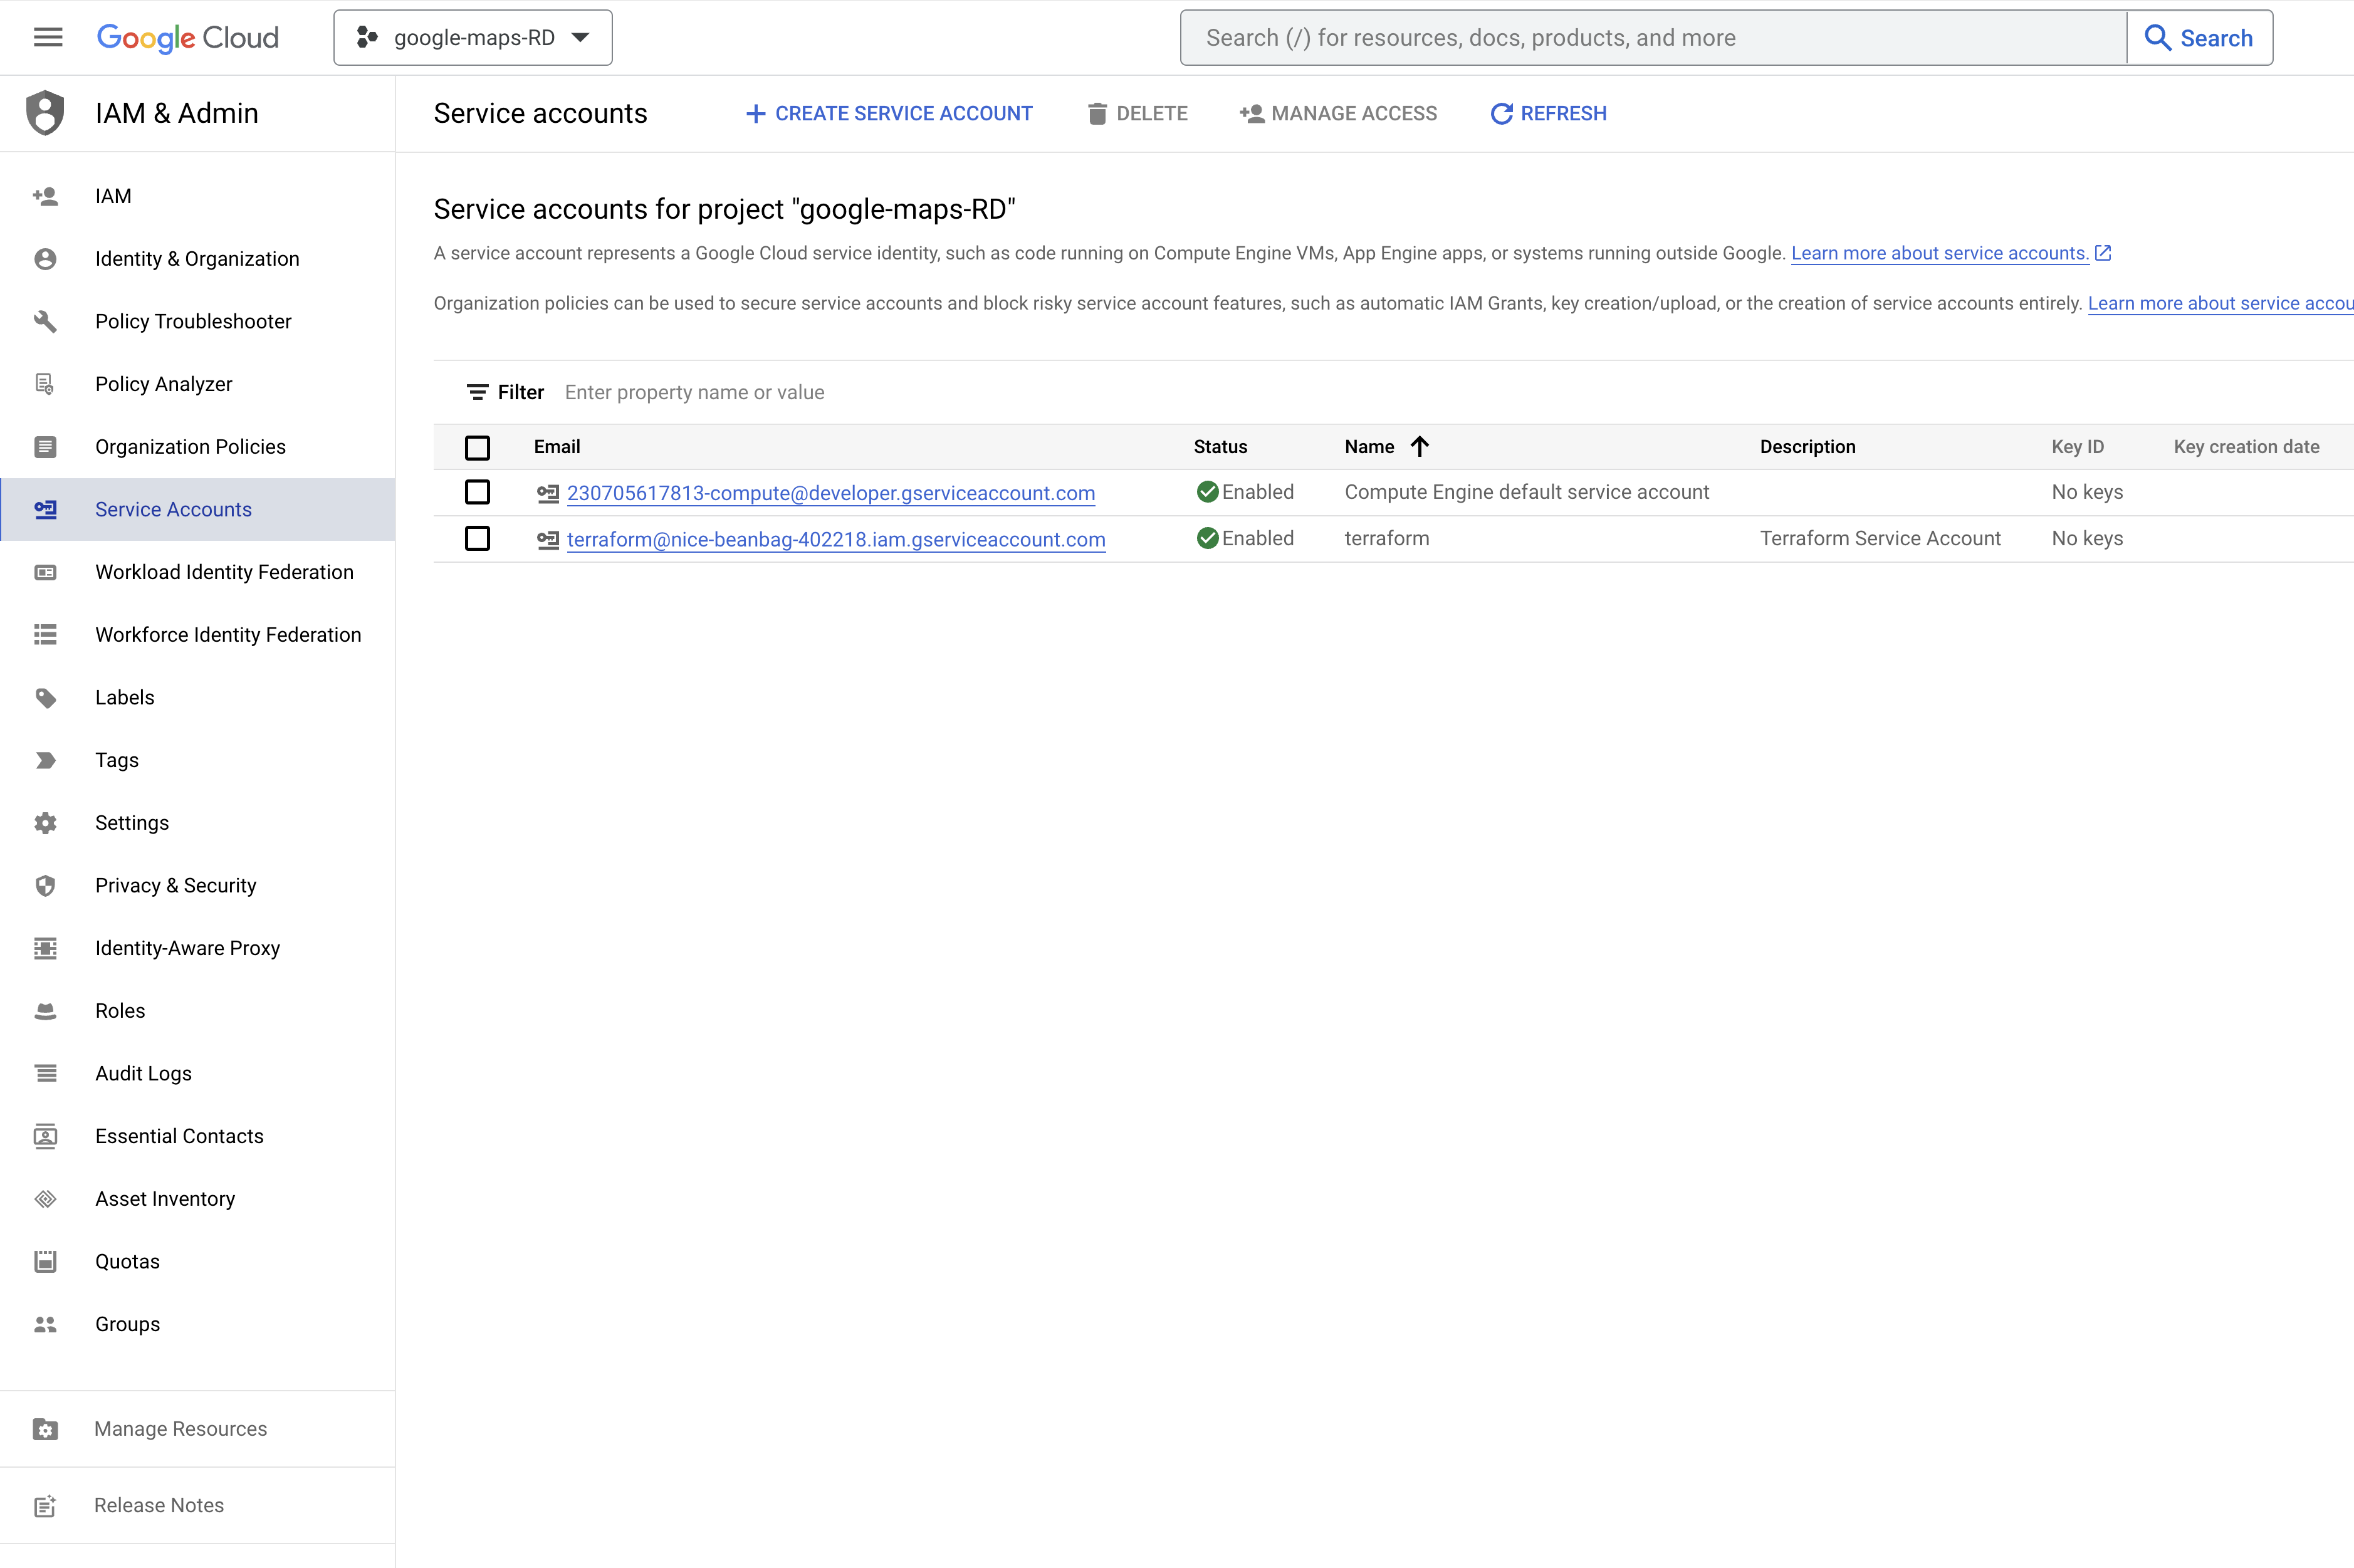 Google Cloud
google-maps-RD
Search (/) for resources, docs, products, and more
Search
IAM & Admin
Service accounts
CREATE SERVICE ACCOUNT
DELETE
MANAGE ACCESS
REFRESH
IAM
Identity & Organization
Policy Troubleshooter
Policy Analyzer
Organization Policies
Service Accounts
Workload Identity Federation
Workforce Identity Federation
Labels
Tags
Settings
Privacy & Security
Identity-Aware Proxy
Roles
Audit Logs
Essential Contacts
Asset Inventory
Quotas
Groups
Manage Resources
Release Notes
Service accounts for project "google-maps-RD"
A service account represents a Google Cloud service identity, such as code running on Compute Engine VMs, App Engine apps, or systems running outside Google. Learn more about service accounts.
Organization policies can be used to secure service accounts and block risky service account features, such as automatic IAM Grants, key creation/upload, or the creation of service accounts entirely. Learn more about service accou
Filter Enter property name or value
Email Status Name Description Key ID Key creation date
230705617813-compute@developer.gserviceaccount.com Enabled Compute Engine default service account No keys
terraform@nice-beanbag-402218.iam.gserviceaccount.com Enabled terraform Terraform Service Account No keys